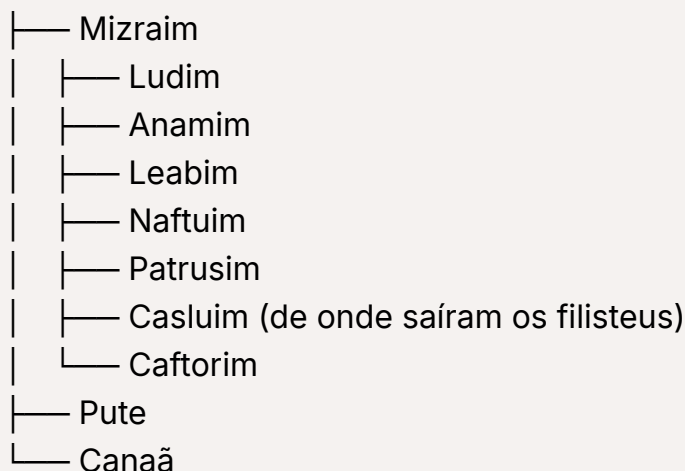 ├── Mizraim
│   ├── Ludim
│   ├── Anamim
│   ├── Leabim
│   ├── Naftuim
│   ├── Patrusim
│   ├── Casluim (de onde saíram os filisteus)
│   └── Caftorim
├── Pute
└── Canaã